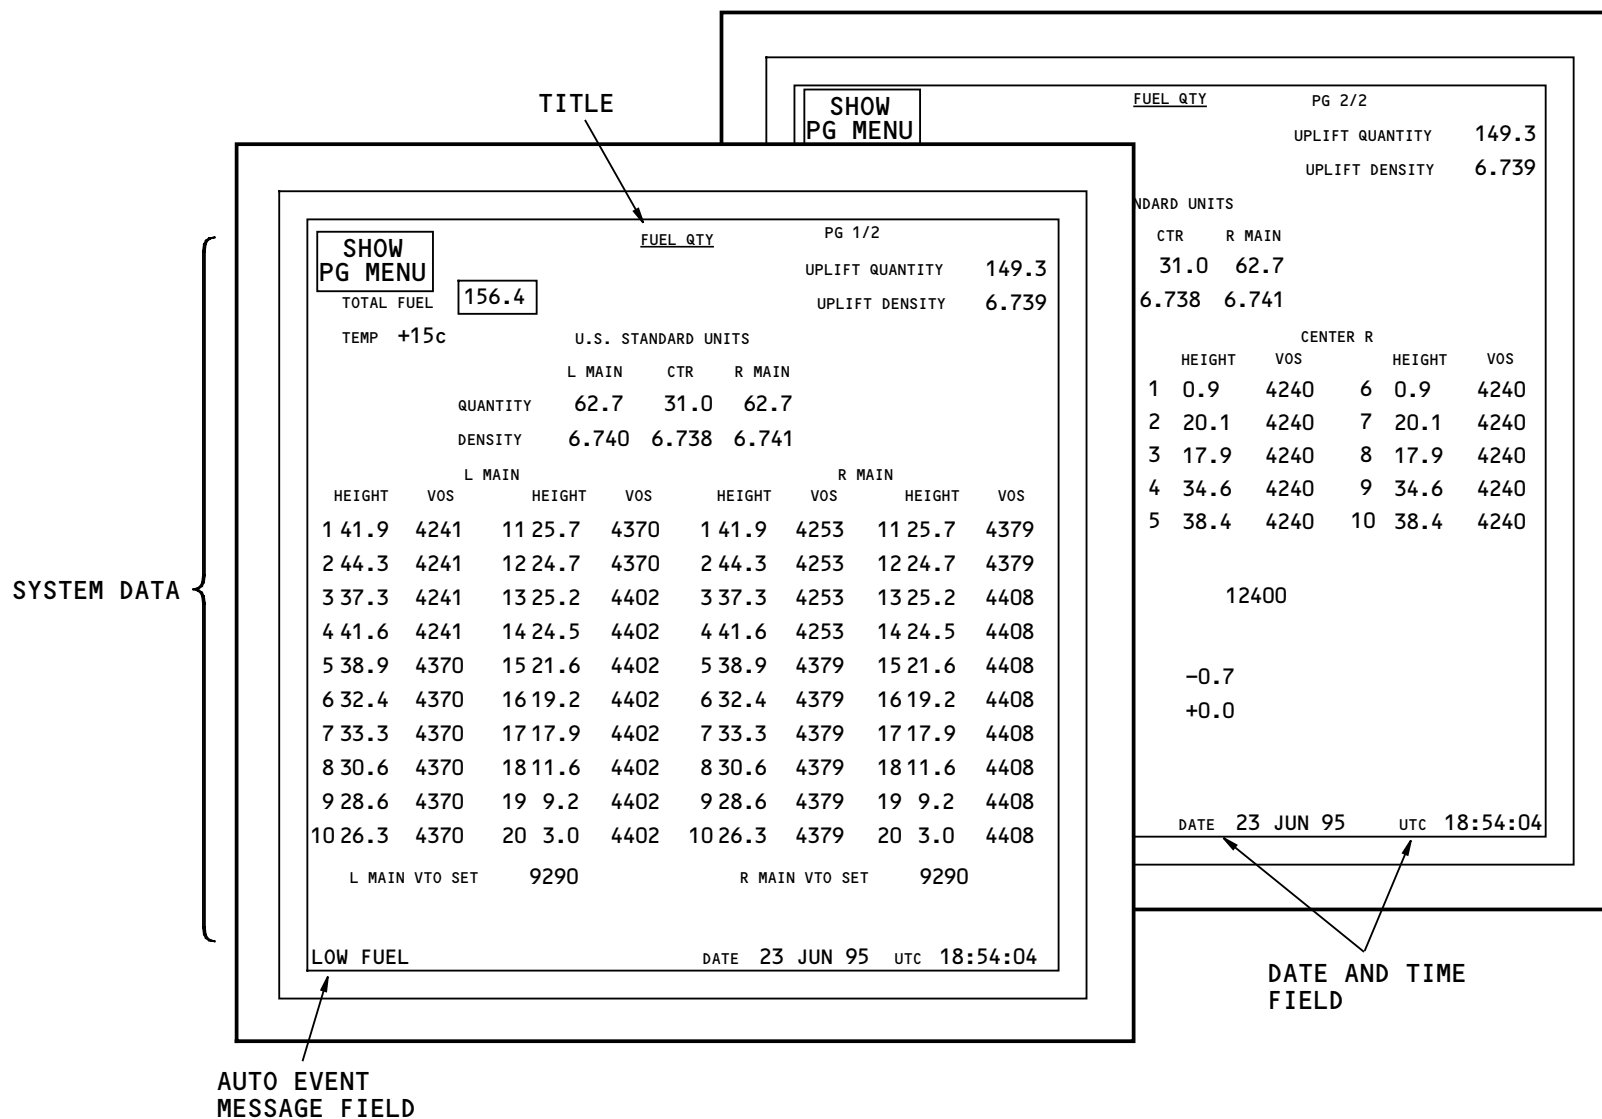 TITLE
SHOW
PG MENU
FUEL QTY
PG 1/2
UPLIFT QUANTITY 149.3
TOTAL FUEL 156.4
UPLIFT DENSITY 6.739
TEMP +15c
U.S. STANDARD UNITS
L MAIN CTR R MAIN
QUANTITY 62.7 31.0 62.7
DENSITY 6.740 6.738 6.741
L MAIN R MAIN
HEIGHT VOS HEIGHT VOS HEIGHT VOS HEIGHT VOS
1 41.9 4241 11 25.7 4370 1 41.9 4253 11 25.7 4379
2 44.3 4241 12 24.7 4370 2 44.3 4253 12 24.7 4379
3 37.3 4241 13 25.2 4402 3 37.3 4253 13 25.2 4408
4 41.6 4241 14 24.5 4402 4 41.6 4253 14 24.5 4408
5 38.9 4370 15 21.6 4402 5 38.9 4379 15 21.6 4408
6 32.4 4370 16 19.2 4402 6 32.4 4379 16 19.2 4408
7 33.3 4370 17 17.9 4402 7 33.3 4379 17 17.9 4408
8 30.6 4370 18 11.6 4402 8 30.6 4379 18 11.6 4408
9 28.6 4370 19 9.2 4402 9 28.6 4379 19 9.2 4408
10 26.3 4370 20 3.0 4402 10 26.3 4379 20 3.0 4408
L MAIN VTO SET 9290 R MAIN VTO SET 9290
LOW FUEL DATE 23 JUN 95 UTC 18:54:04
SYSTEM DATA
AUTO EVENT
MESSAGE FIELD
SHOW
PG MENU
FUEL QTY
PG 2/2
UPLIFT QUANTITY 149.3
UPLIFT DENSITY 6.739
NDARD UNITS
CTR R MAIN
31.0 62.7
6.738 6.741
CENTER R
HEIGHT VOS HEIGHT VOS
1 0.9 4240 6 0.9 4240
2 20.1 4240 7 20.1 4240
3 17.9 4240 8 17.9 4240
4 34.6 4240 9 34.6 4240
5 38.4 4240 10 38.4 4240
12400
-0.7
+0.0
DATE 23 JUN 95 UTC 18:54:04
DATE AND TIME
FIELD